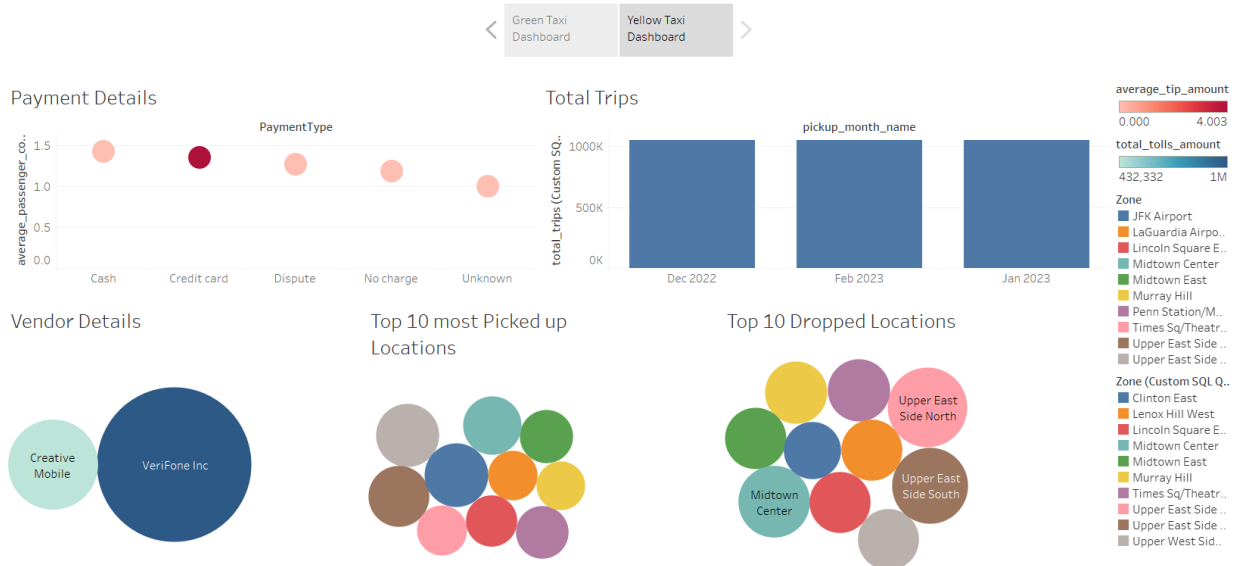 Green Taxi
Dashboard
Yellow Taxi
Dashboard
Payment Details
PaymentType
average_passenger_co..
1.5
1.0
0.5
0.0
Cash
Credit card
Dispute
No charge
Unknown
Total Trips
pickup_month_name
total_trips (Custom SQ..
1000K
500K
0K
Dec 2022
Feb 2023
Jan 2023
average_tip_amount
0.000
4.003
total_tolls_amount
432,332
1M
Zone
JFK Airport
LaGuardia Airpo..
Lincoln Square E..
Midtown Center
Midtown East
Murray Hill
Penn Station/M..
Times Sq/Theatr..
Upper East Side ..
Upper East Side ..
Zone (Custom SQL Q..
Clinton East
Lenox Hill West
Lincoln Square E..
Midtown Center
Midtown East
Murray Hill
Times Sq/Theatr..
Upper East Side ..
Upper East Side ..
Upper West Sid..
Vendor Details
Creative
Mobile
VeriFone Inc
Top 10 most Picked up
Locations
Top 10 Dropped Locations
Upper East
Side North
Upper East
Side South
Midtown
Center